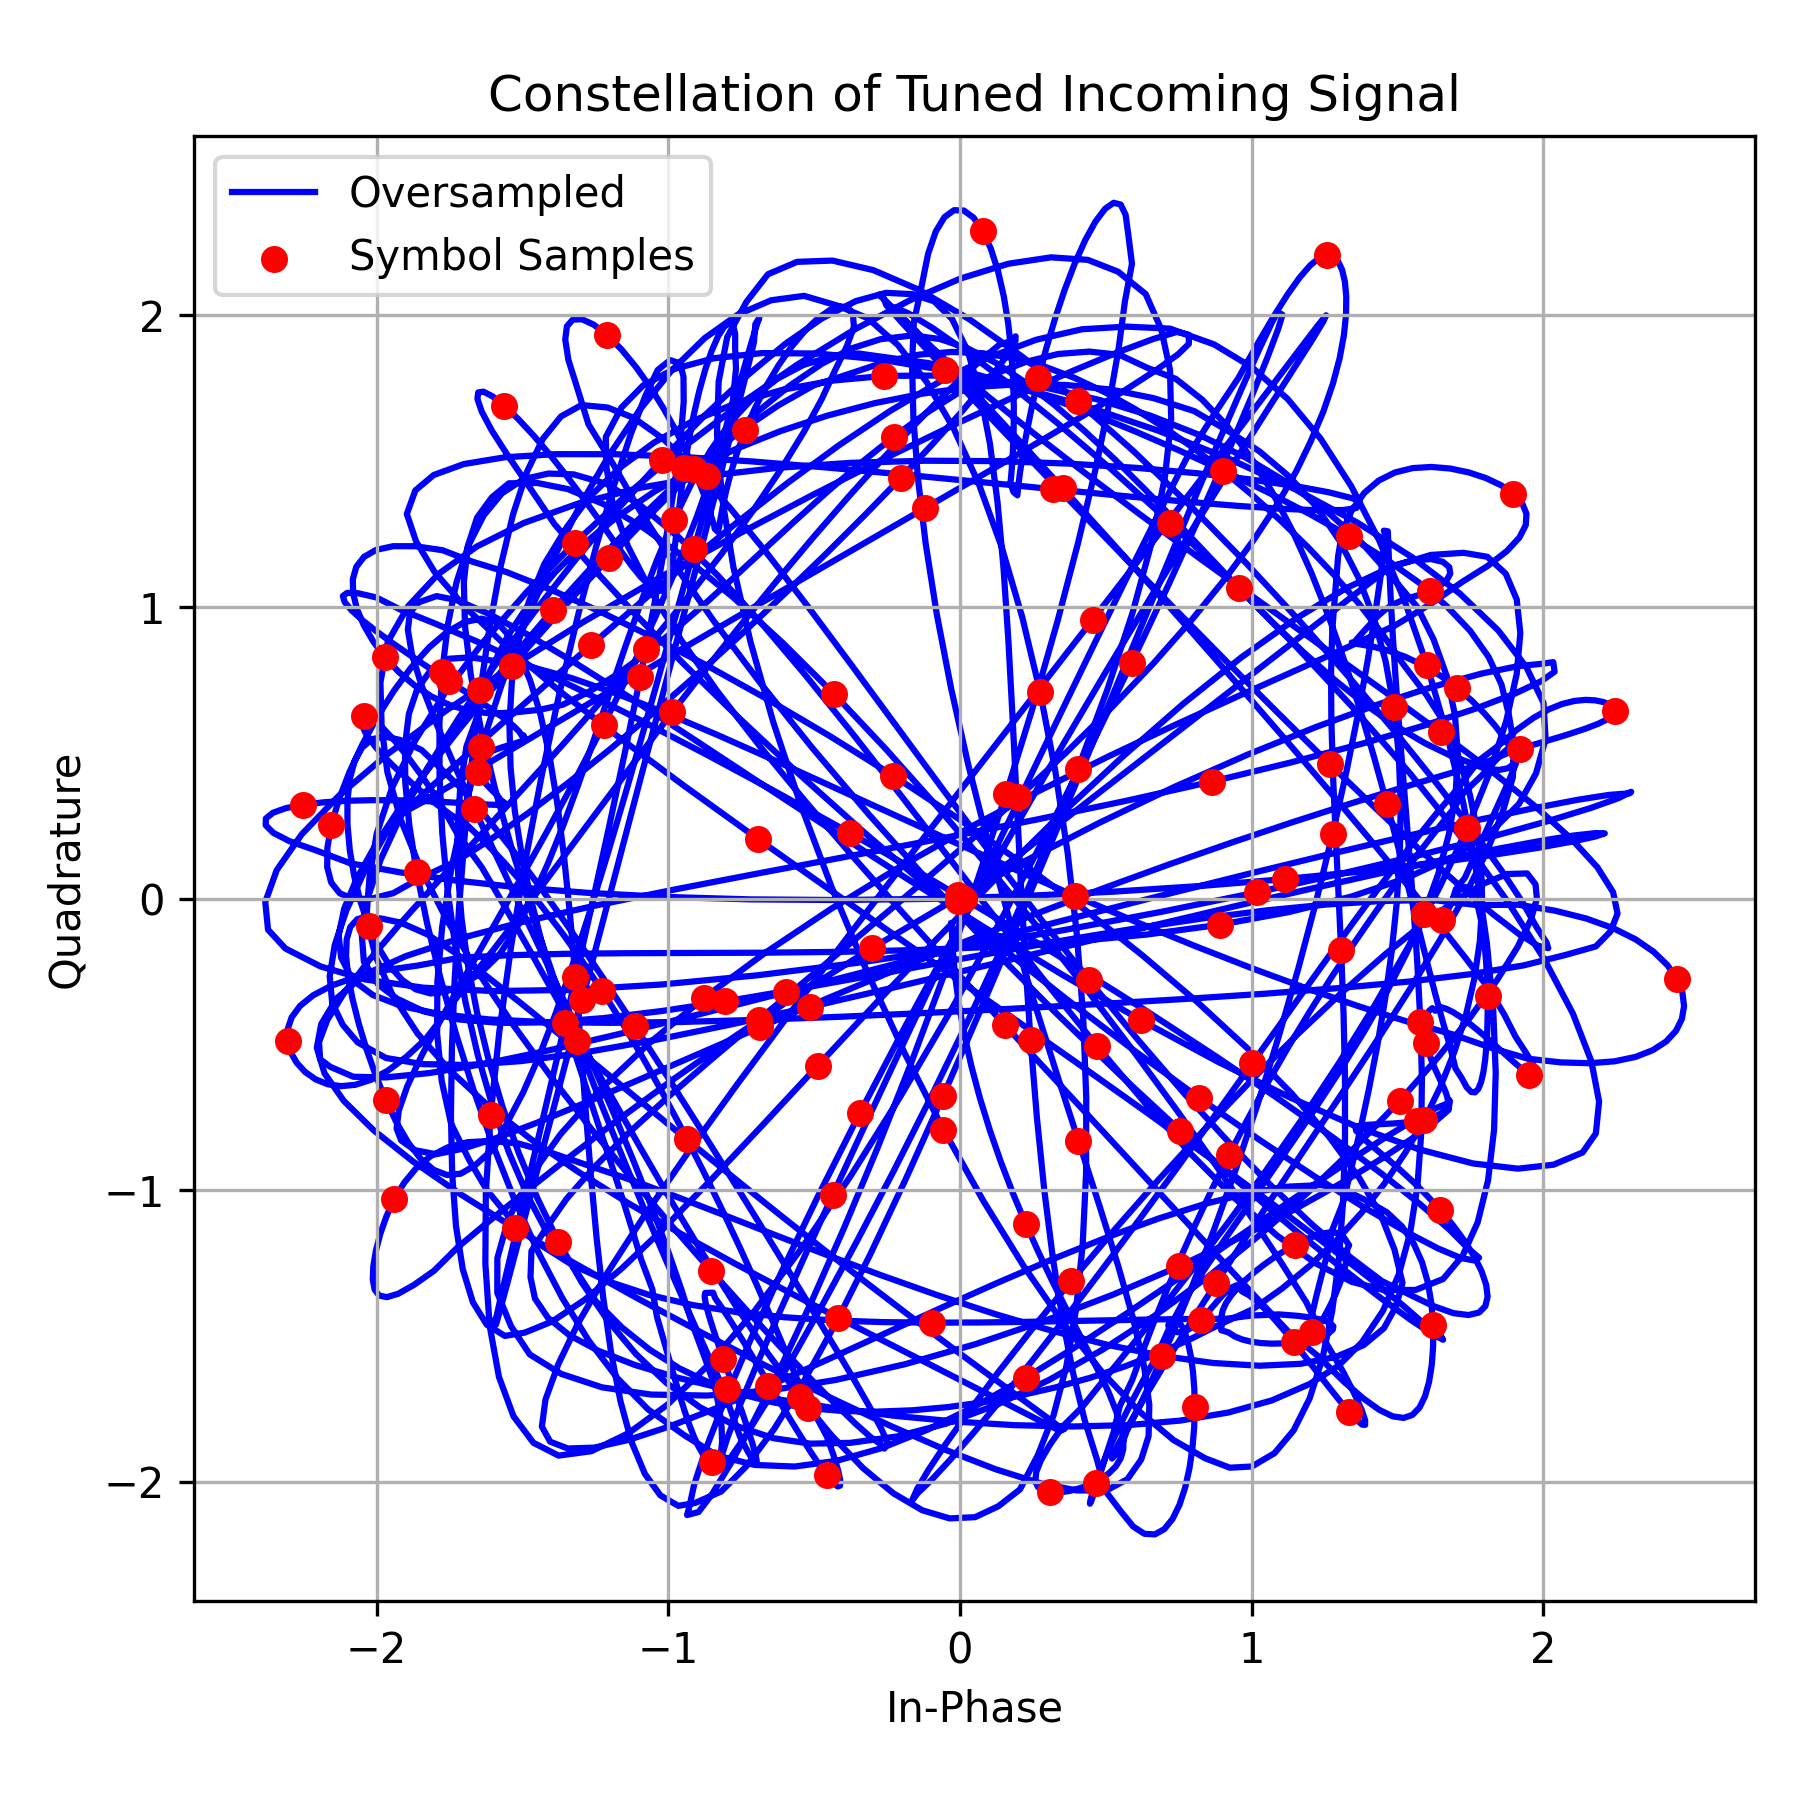 Constellation of Tuned Incoming Signal
Oversampled
Symbol Samples
2
1
0
−1
−2
Quadrature
−2 −1 0 1 2
In-Phase